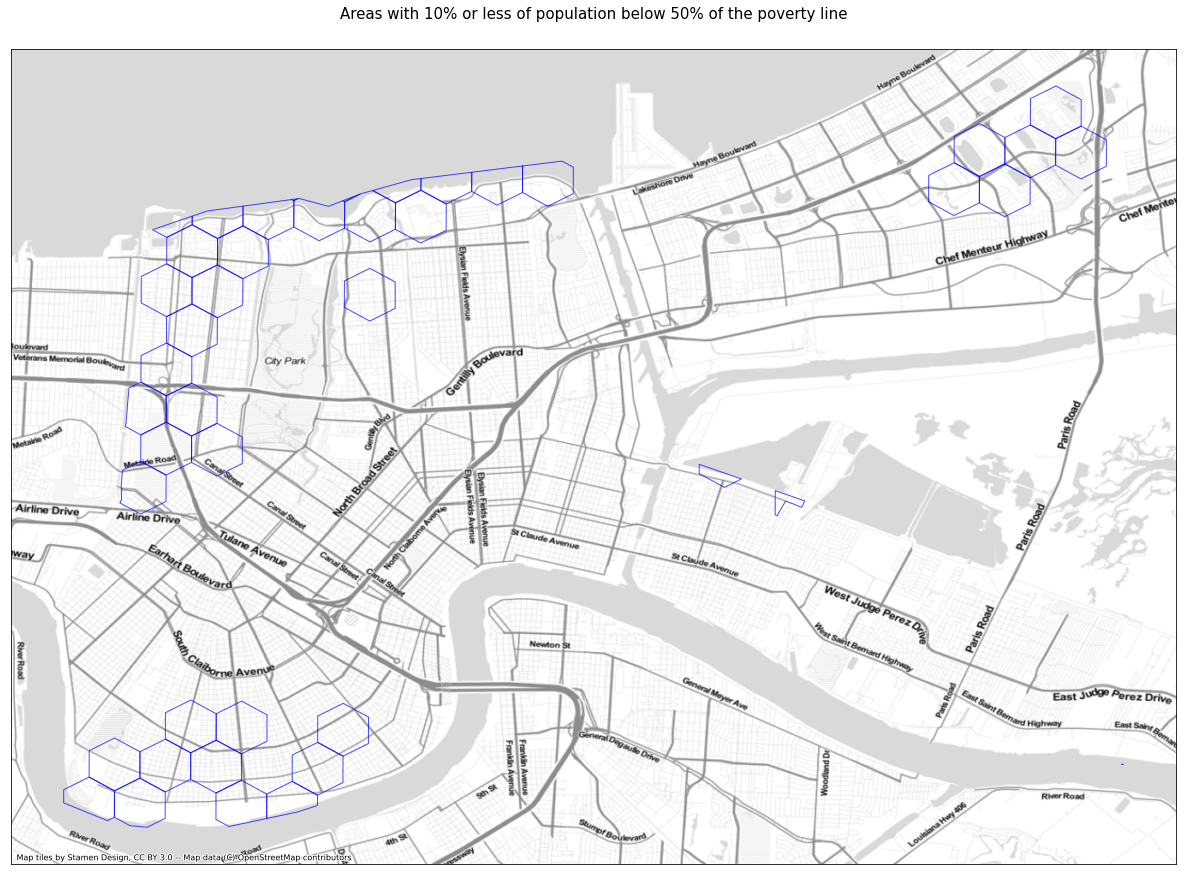 Areas with 10% or less of population below 50% of the poverty line
Hayne Boulevard
Hayne Boulevard
Lakeshore Drive
Chef Menteur Highway
Chef Mente
Elysian Fields Avenue
City Park
oulevard
Veterans Memorial Boulevard
Gentilly Boulevard
Gentilly Blvd
Paris Road
Metairie Road
Metairie Road
Canal Street
North Broad Street
Elysian Fields Avenue
Elysian Fields Avenue
Canal Street
North Claiborne Avenue
Airline Drive
Airline Drive
Tulane Avenue
St Claude Avenue
St Claude Avenue
Paris Road
way
Earhart Boulevard
Canal Street
Canal Street
West Judge Perez Drive
West Saint Bernard Highway
Paris Road
River Road
South Claiborne Avenue
Newton St
General Meyer Ave
Paris Road
East Judge Perez Drive
East Saint Bernard Highway
East Saint Bernar
General Degaulle Drive
Franklin Avenue
Franklin Avenue
Woodland Dr
5th St
River Road
Louisiana Hwy 406
Stumpf Boulevard
4th St
River Road
Road
D
essway
Map tiles by Stamen Design, CC BY 3.0 -- Map data (C) OpenStreetMap contributors